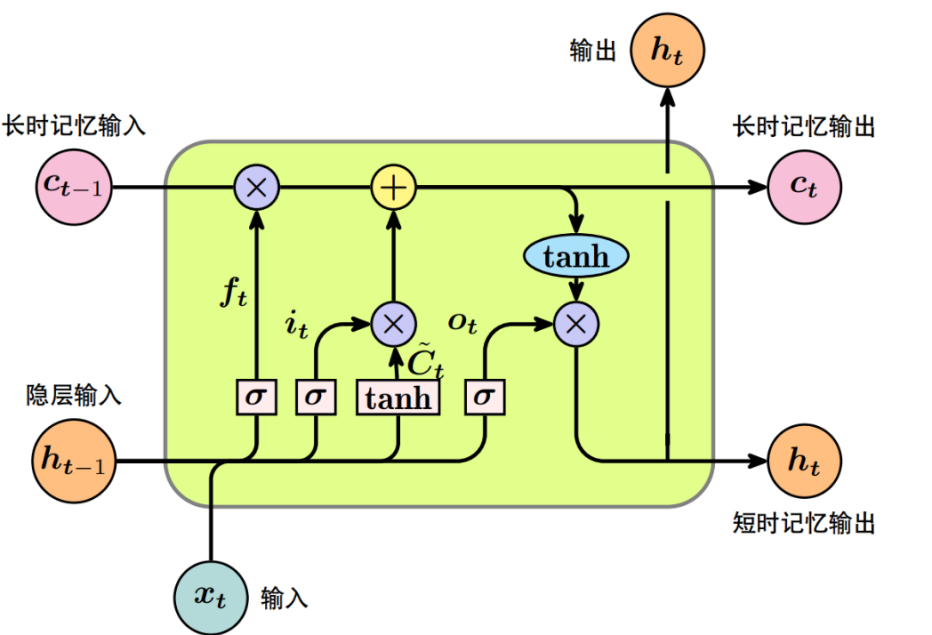 输出
h_t
长时记忆输入
长时记忆输出
c_{t-1}
×
+
c_t
tanh
f_t
i_t
×
o_t
×
C̃_t
隐层输入
σ
σ
tanh
σ
h_{t-1}
h_t
短时记忆输出
x_t
输入